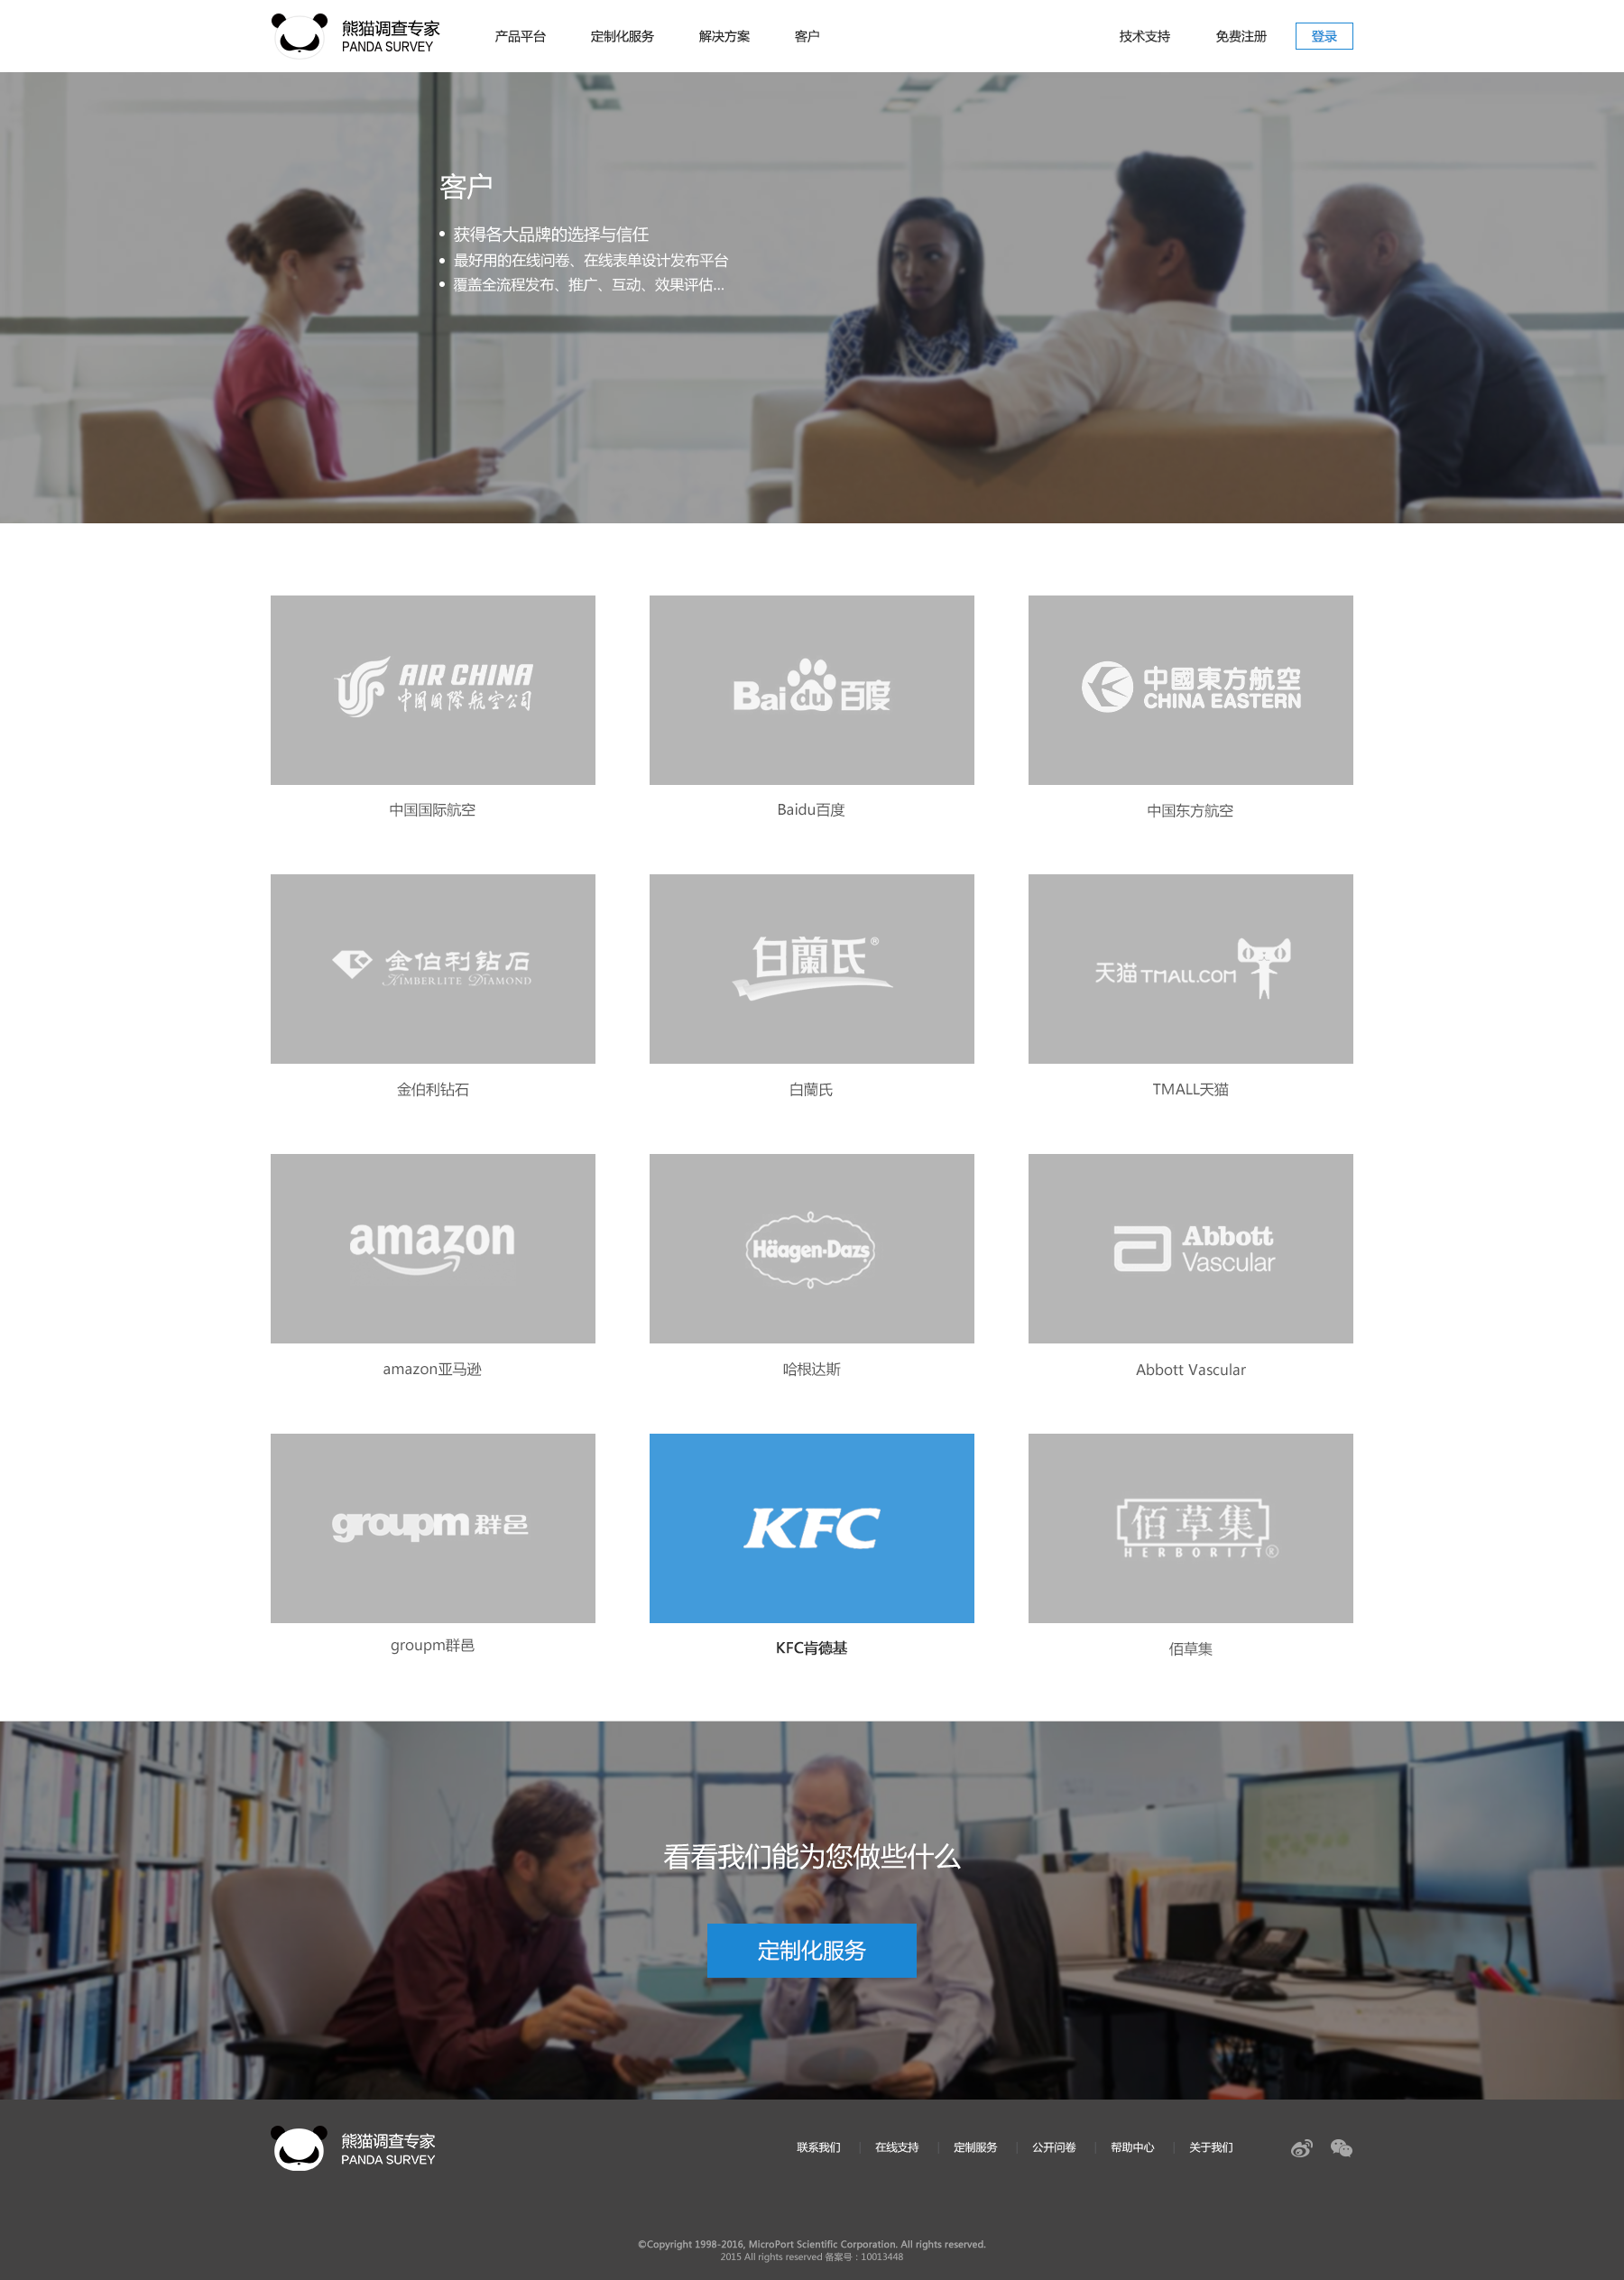 熊猫调查专家
PANDA SURVEY
产品平台
定制化服务
解决方案
客户
技术支持
免费注册
登录
客户
• 获得各大品牌的选择与信任
• 最好用的在线问卷、在线表单设计发布平台
• 覆盖全流程发布、推广、互动、效果评估...
AIR CHINA
中国国際航空公司
Bai du 百度
中國東方航空
CHINA EASTERN
中国国际航空
Baidu百度
中国东方航空
金伯利钻石
KIMBERLITE DIAMOND
白蘭氏®
天猫 TMALL.COM
金伯利钻石
白蘭氏
TMALL天猫
amazon
Häagen-Dazs
Abbott
Vascular
amazon亚马逊
哈根达斯
Abbott Vascular
groupm 群邑
KFC
佰草集
HERBORIST®
groupm群邑
KFC肯德基
佰草集
看看我们能为您做些什么
定制化服务
熊猫调查专家
PANDA SURVEY
联系我们 | 在线支持 | 定制服务 | 公开问卷 | 帮助中心 | 关于我们
©Copyright 1998-2016, MicroPort Scientific Corporation. All rights reserved.
2015 All rights reserved 备案号：10013448